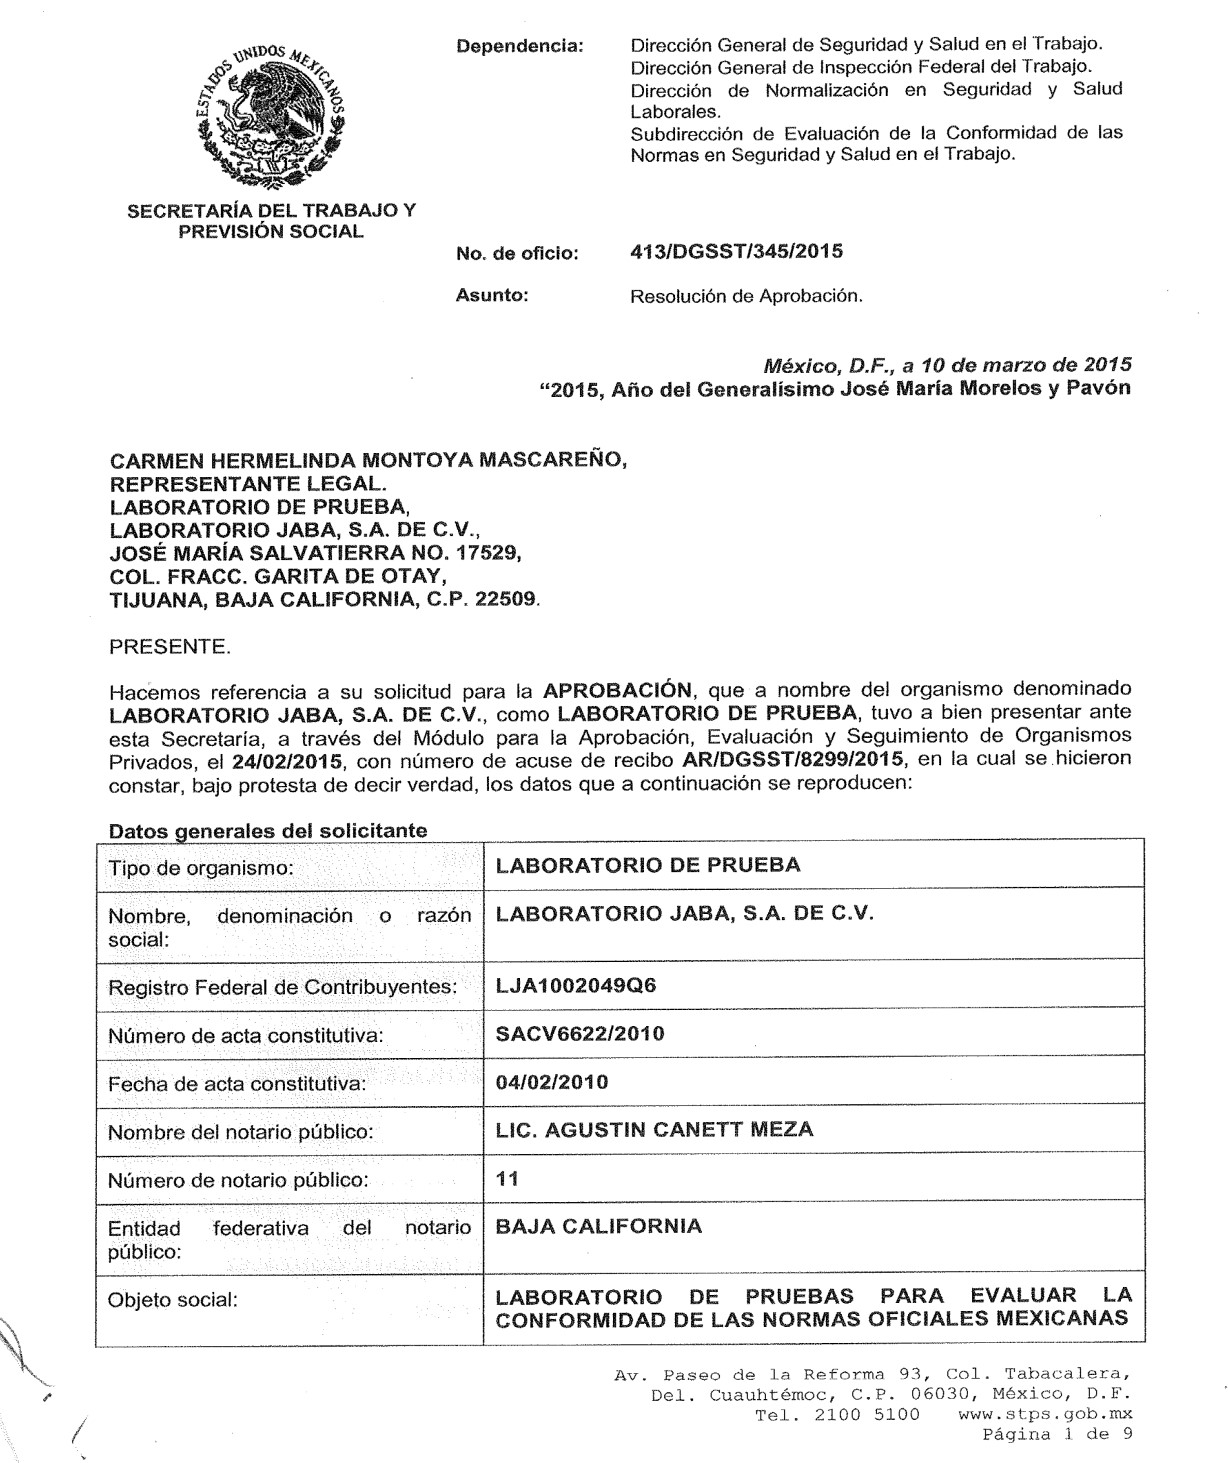 ESTADOS UNIDOS MEXICANOS
SECRETARÍA DEL TRABAJO Y
PREVISIÓN SOCIAL
Dependencia: Dirección General de Seguridad y Salud en el Trabajo.
Dirección General de Inspección Federal del Trabajo.
Dirección de Normalización en Seguridad y Salud
Laborales.
Subdirección de Evaluación de la Conformidad de las
Normas en Seguridad y Salud en el Trabajo.
No. de oficio: 413/DGSST/345/2015
Asunto: Resolución de Aprobación.
México, D.F., a 10 de marzo de 2015
“2015, Año del Generalísimo José María Morelos y Pavón
CARMEN HERMELINDA MONTOYA MASCAREÑO,
REPRESENTANTE LEGAL.
LABORATORIO DE PRUEBA,
LABORATORIO JABA, S.A. DE C.V.,
JOSÉ MARÍA SALVATIERRA NO. 17529,
COL. FRACC. GARITA DE OTAY,
TIJUANA, BAJA CALIFORNIA, C.P. 22509.
PRESENTE.
Hacemos referencia a su solicitud para la APROBACIÓN, que a nombre del organismo denominado
LABORATORIO JABA, S.A. DE C.V., como LABORATORIO DE PRUEBA, tuvo a bien presentar ante
esta Secretaría, a través del Módulo para la Aprobación, Evaluación y Seguimiento de Organismos
Privados, el 24/02/2015, con número de acuse de recibo AR/DGSST/8299/2015, en la cual se hicieron
constar, bajo protesta de decir verdad, los datos que a continuación se reproducen:
Datos generales del solicitante
Tipo de organismo: LABORATORIO DE PRUEBA
Nombre, denominación o razón LABORATORIO JABA, S.A. DE C.V.
social:
Registro Federal de Contribuyentes: LJA1002049Q6
Número de acta constitutiva: SACV6622/2010
Fecha de acta constitutiva: 04/02/2010
Nombre del notario público: LIC. AGUSTIN CANETT MEZA
Número de notario público: 11
Entidad federativa del notario BAJA CALIFORNIA
público:
Objeto social: LABORATORIO DE PRUEBAS PARA EVALUAR LA
CONFORMIDAD DE LAS NORMAS OFICIALES MEXICANAS
Av. Paseo de la Reforma 93, Col. Tabacalera,
Del. Cuauhtémoc, C.P. 06030, México, D.F.
Tel. 2100 5100 www.stps.gob.mx
Página 1 de 9